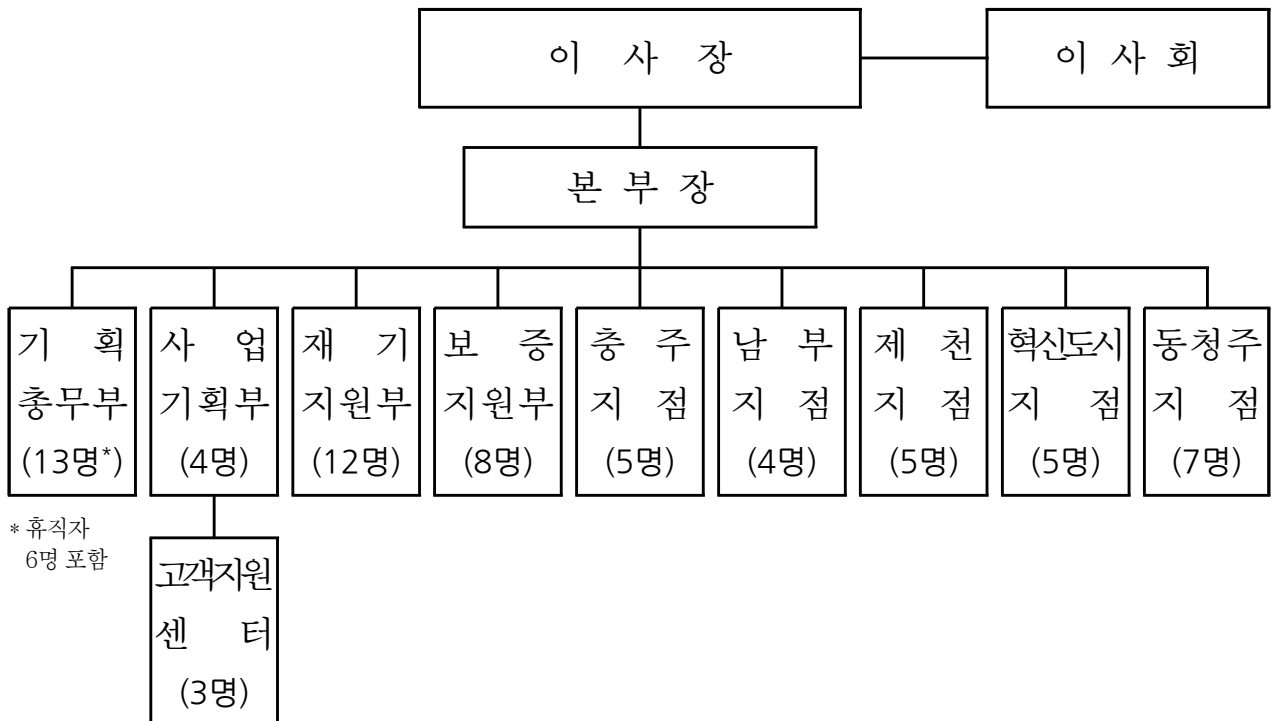 이 사 장
이 사 회
본 부 장
기 획
총무부
(13명*)
사 업
기획부
(4명)
재 기
지원부
(12명)
보 증
지원부
(8명)
충 주
지 점
(5명)
남 부
지 점
(4명)
제 천
지 점
(5명)
혁신도시
지 점
(5명)
동청주
지 점
(7명)
* 휴직자
6명 포함
고객지원
센 터
(3명)